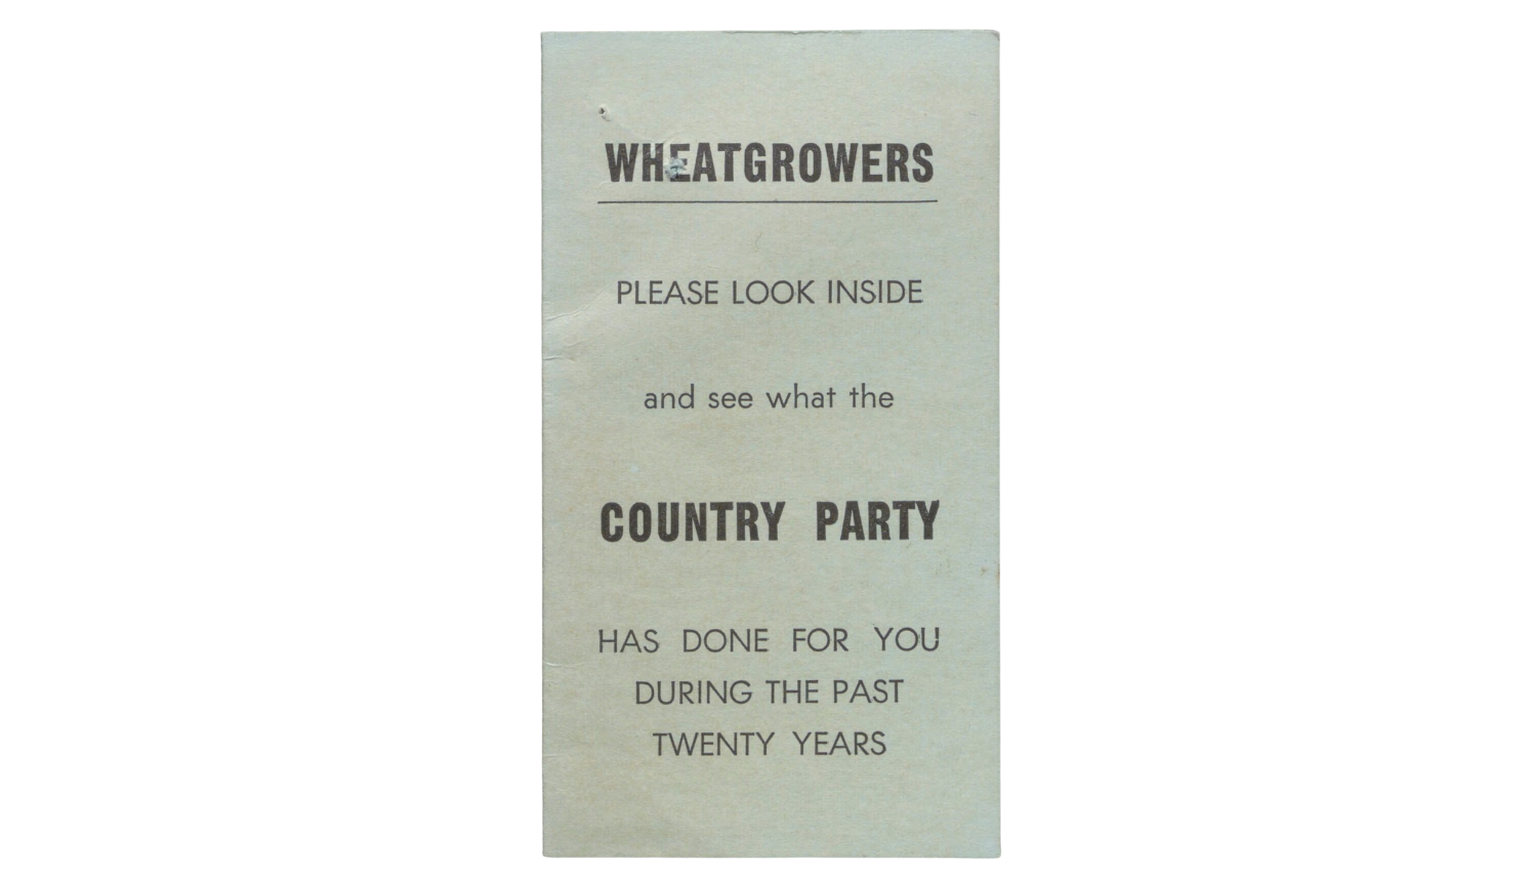 WHEATGROWERS
PLEASE LOOK INSIDE
and see what the
COUNTRY PARTY
HAS DONE FOR YOU
DURING THE PAST
TWENTY YEARS